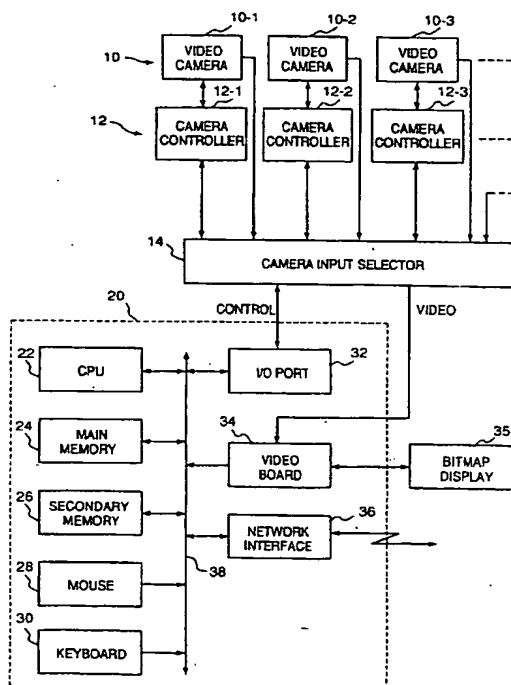 10-1
10-2
10-3
10
VIDEO CAMERA
VIDEO CAMERA
VIDEO CAMERA
12-1
12-2
12-3
12
CAMERA CONTROLLER
CAMERA CONTROLLER
CAMERA CONTROLLER
14
CAMERA INPUT SELECTOR
20
CONTROL
VIDEO
22
CPU
I/O PORT
32
24
MAIN MEMORY
34
VIDEO BOARD
35
BITMAP DISPLAY
26
SECONDARY MEMORY
36
NETWORK INTERFACE
28
MOUSE
38
30
KEYBOARD